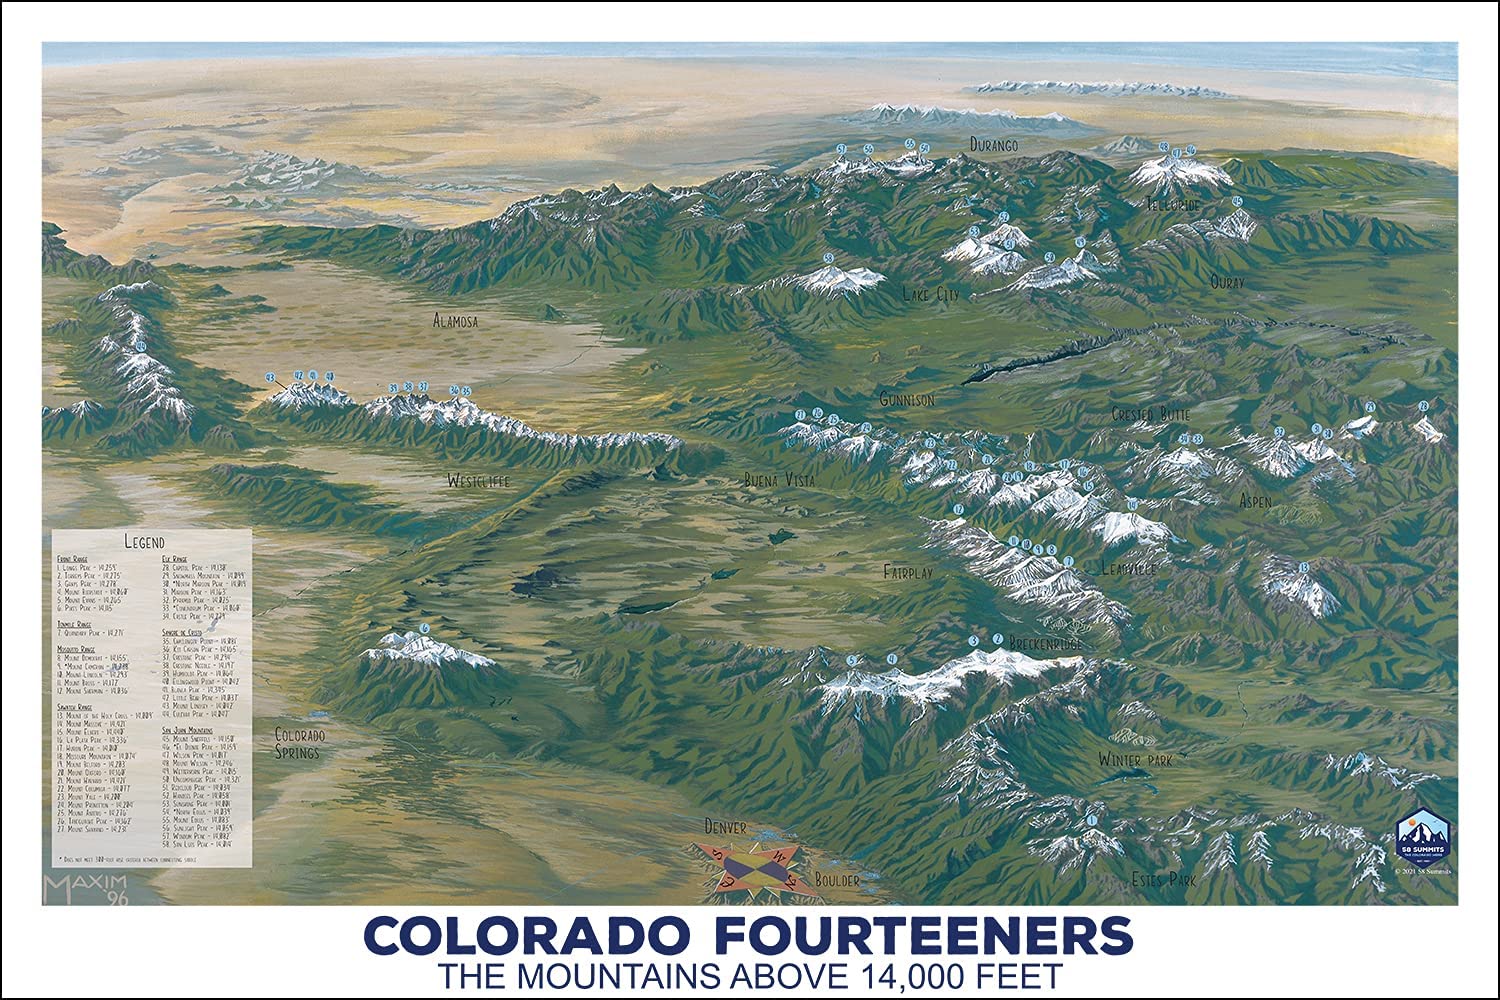 Durango
Telluride
Ouray
Lake City
Alamosa
Gunnison
Crested Butte
Westcliffe
Buena Vista
Aspen
Fairplay
Leadville
Breckenridge
Colorado
Springs
Winter Park
Denver
Boulder
Estes Park
Legend
Front Range
1. Longs Peak - 14,259'
2. Torreys Peak - 14,275'
3. Grays Peak - 14,278
4. Mount Bierstadt - 14,060'
5. Mount Evans - 14,265'
6. Pikes Peak - 14,115
Tenmile Range
7. Quandary Peak - 14,271'
Mosquito Range
8. Mount Democrat - 14,155'
9. *Mount Cameron - 14,238'
10. Mount Lincoln - 14,293'
11. Mount Bross - 14,177'
12. Mount Sherman - 14,036'
Sawatch Range
13. Mount of the Holy Cross - 14,009'
14. Mount Massive - 14,421'
15. Mount Elbert - 14,440'
16. La Plata Peak - 14,336'
17. Huron Peak - 14,010'
18. Missouri Mountain - 14,074'
19. Mount Belford - 14,203
20. Mount Oxford - 14,160'
21. Mount Harvard - 14,421'
22. Mount Columbia - 14,077
23. Mount Yale - 14,200'
24. Mount Princeton - 14,204'
25. Mount Antero - 14,276'
26. Tabeguache Peak - 14,162'
27. Mount Shavano - 14,231'
Elk Range
28. Capitol Peak - 14,130'
29. Snowmass Mountain - 14,099'
30. *North Maroon Peak - 14,019
31. Maroon Peak - 14,163'
32. Pyramid Peak - 14,025'
33. *Conundrum Peak - 14,060'
34. Castle Peak - 14,279'
Sangre de Cristo
35. Challenger Point - 14,081'
36. Kit Carson Peak - 14,165'
37. Crestone Peak - 14,294'
38. Crestone Needle - 14,197'
39. Humboldt Peak - 14,064'
40. Ellingwood Point - 14,042'
41. Blanca Peak - 14,345'
42. Little Bear Peak - 14,037'
43. Mount Lindsey - 14,042'
44. Culebra Peak - 14,047'
San Juan Mountains
45. Mount Sneffels - 14,150'
46. *El Diente Peak - 14,159'
47. Wilson Peak - 14,017'
48. Mount Wilson - 14,246'
49. Wetterhorn Peak - 14,015
50. Uncompahgre Peak - 14,321'
51. Redcloud Peak - 14,034'
52. Handies Peak - 14,058'
53. Sunshine Peak - 14,001
54. *North Eolus - 14,039'
55. Mount Eolus - 14,083'
56. Sunlight Peak - 14,059'
57. Windom Peak - 14,082'
58. San Luis Peak - 14,014'
* Does not meet 300-foot rise criteria between connecting saddle
Maxim
'96
58 SUMMITS
© 2021 58 Summits
COLORADO FOURTEENERS
THE MOUNTAINS ABOVE 14,000 FEET